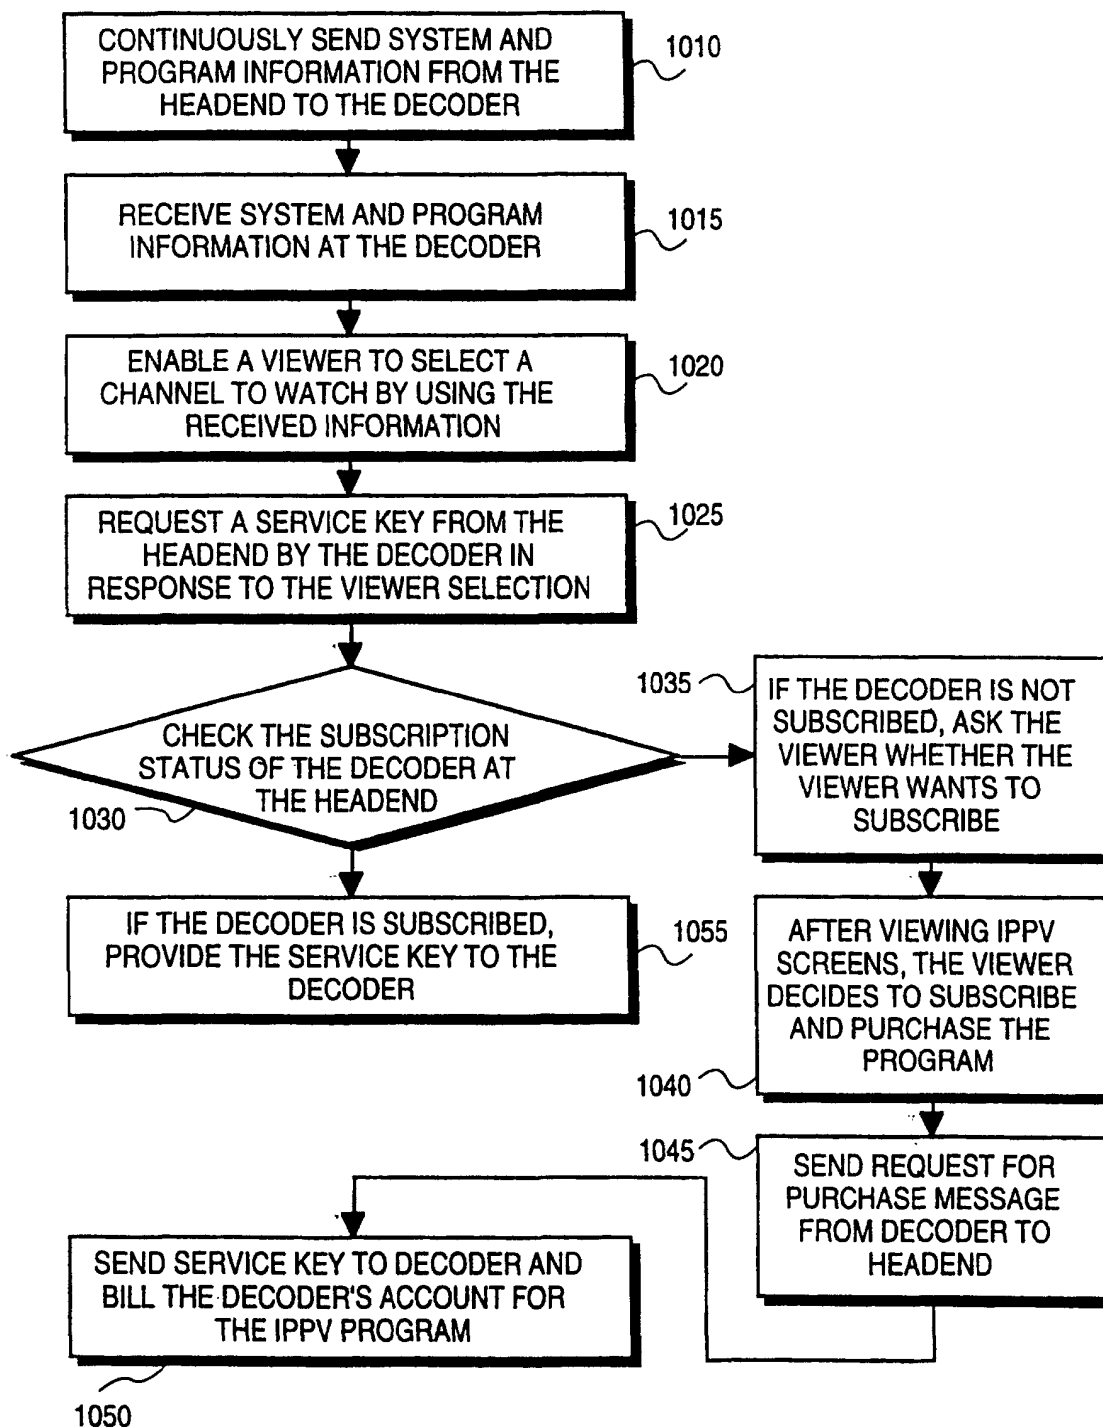 CONTINUOUSLY SEND SYSTEM AND
PROGRAM INFORMATION FROM THE
HEADEND TO THE DECODER
1010
RECEIVE SYSTEM AND PROGRAM
INFORMATION AT THE DECODER
1015
ENABLE A VIEWER TO SELECT A
CHANNEL TO WATCH BY USING THE
RECEIVED INFORMATION
1020
REQUEST A SERVICE KEY FROM THE
HEADEND BY THE DECODER IN
RESPONSE TO THE VIEWER SELECTION
1025
CHECK THE SUBSCRIPTION
STATUS OF THE DECODER AT
THE HEADEND
1030
1035
IF THE DECODER IS NOT
SUBSCRIBED, ASK THE
VIEWER WHETHER THE
VIEWER WANTS TO
SUBSCRIBE
IF THE DECODER IS SUBSCRIBED,
PROVIDE THE SERVICE KEY TO THE
DECODER
1055
AFTER VIEWING IPPV
SCREENS, THE VIEWER
DECIDES TO SUBSCRIBE
AND PURCHASE THE
PROGRAM
1040
1045
SEND REQUEST FOR
PURCHASE MESSAGE
FROM DECODER TO
HEADEND
SEND SERVICE KEY TO DECODER AND
BILL THE DECODER'S ACCOUNT FOR
THE IPPV PROGRAM
1050